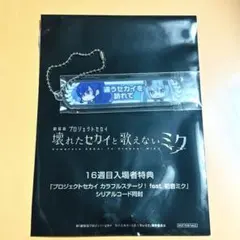 違うセカイを
訪れて
劇場版 プロジェクトセカイ
壊れたセカイと歌えないミク
16週目入場者特典
「プロジェクトセカイ カラフルステージ！ feat. 初音ミク」
シリアルコード同封